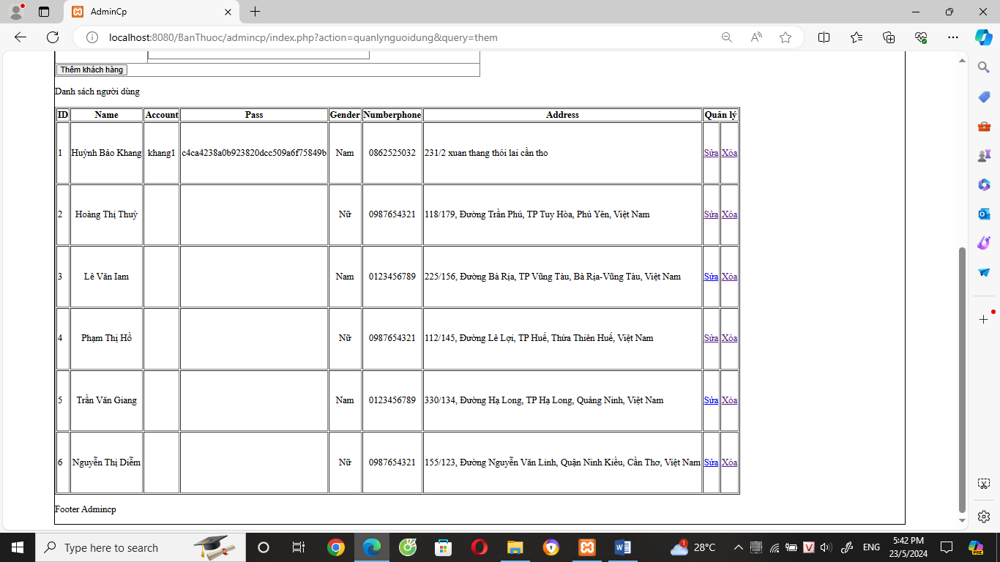 AdminCp
localhost:8080/BanThuoc/admincp/index.php?action=quanlynguoidung&query=them
Thêm khách hàng
Danh sách người dùng
ID Name Account Pass Gender Numberphone Address Quản lý
1 Huỳnh Bảo Khang khang1 c4ca4238a0b923820dcc509a6f75849b Nam 0862525032 231/2 xuan thang thói lai cần tho Sửa Xóa
2 Hoàng Thị Thuỳ Nữ 0987654321 118/179, Đường Trần Phú, TP Tuy Hòa, Phú Yên, Việt Nam Sửa Xóa
3 Lê Văn Iam Nam 0123456789 225/156, Đường Bà Rịa, TP Vũng Tàu, Bà Rịa-Vũng Tàu, Việt Nam Sửa Xóa
4 Phạm Thị Hồ Nữ 0987654321 112/145, Đường Lê Lợi, TP Huế, Thừa Thiên Huế, Việt Nam Sửa Xóa
5 Trần Văn Giang Nam 0123456789 330/134, Đường Hạ Long, TP Hạ Long, Quảng Ninh, Việt Nam Sửa Xóa
6 Nguyễn Thị Diễm Nữ 0987654321 155/123, Đường Nguyễn Văn Linh, Quận Ninh Kiều, Cần Thơ, Việt Nam Sửa Xóa
Footer Admincp
Type here to search
1 28°C ENG 5:42 PM
23/5/2024